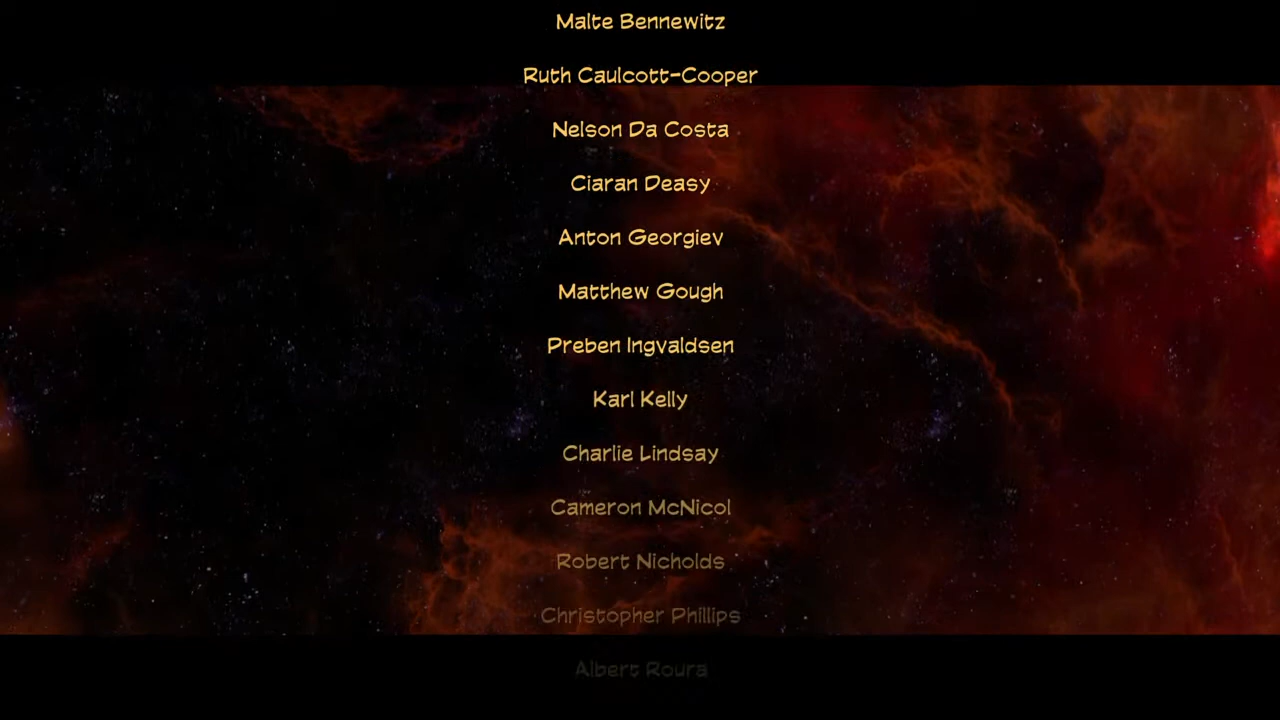 Malte Bennewitz
Ruth Caulcott-Cooper
Nelson Da Costa
Ciaran Deasy
Anton Georgiev
Matthew Gough
Preben Ingvaldsen
Karl Kelly
Charlie Lindsay
Cameron McNicol
Robert Nicholds
Christopher Phillips
Albert Roura